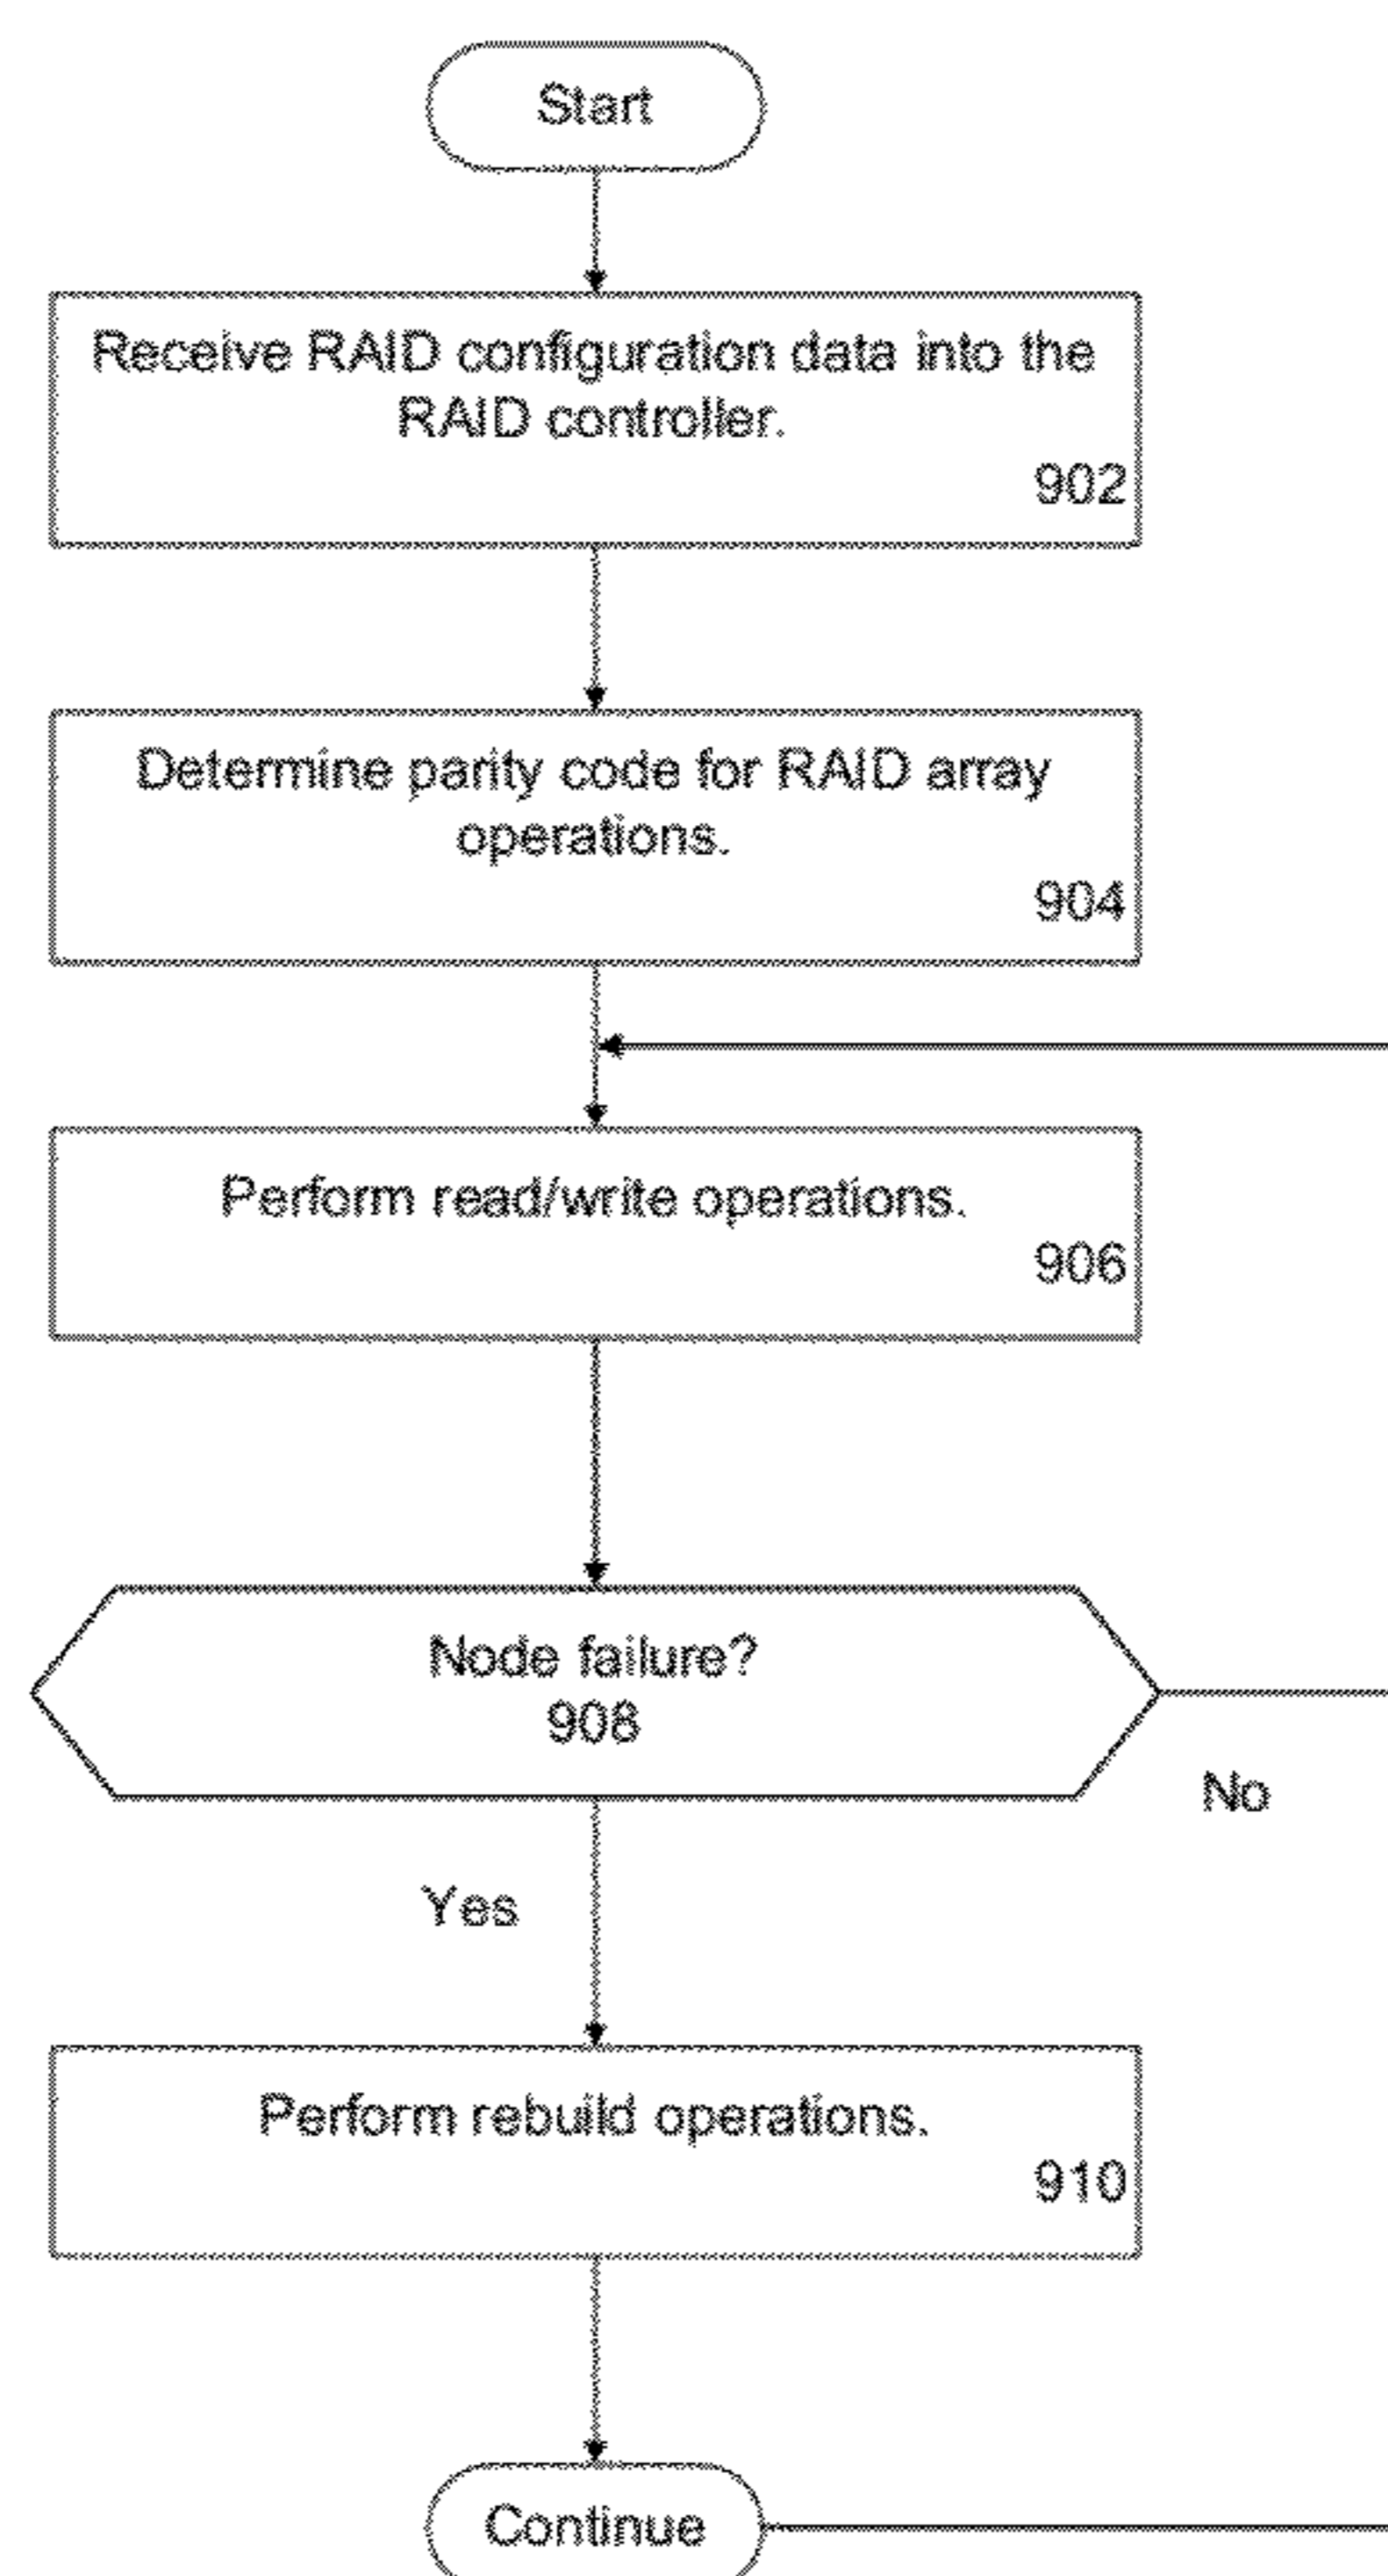 Start
Receive RAID configuration data into the
RAID controller.
902
Determine parity code for RAID array
operations.
904
Perform read/write operations.
906
Node failure?
908
No
Yes
Perform rebuild operations.
910
Continue